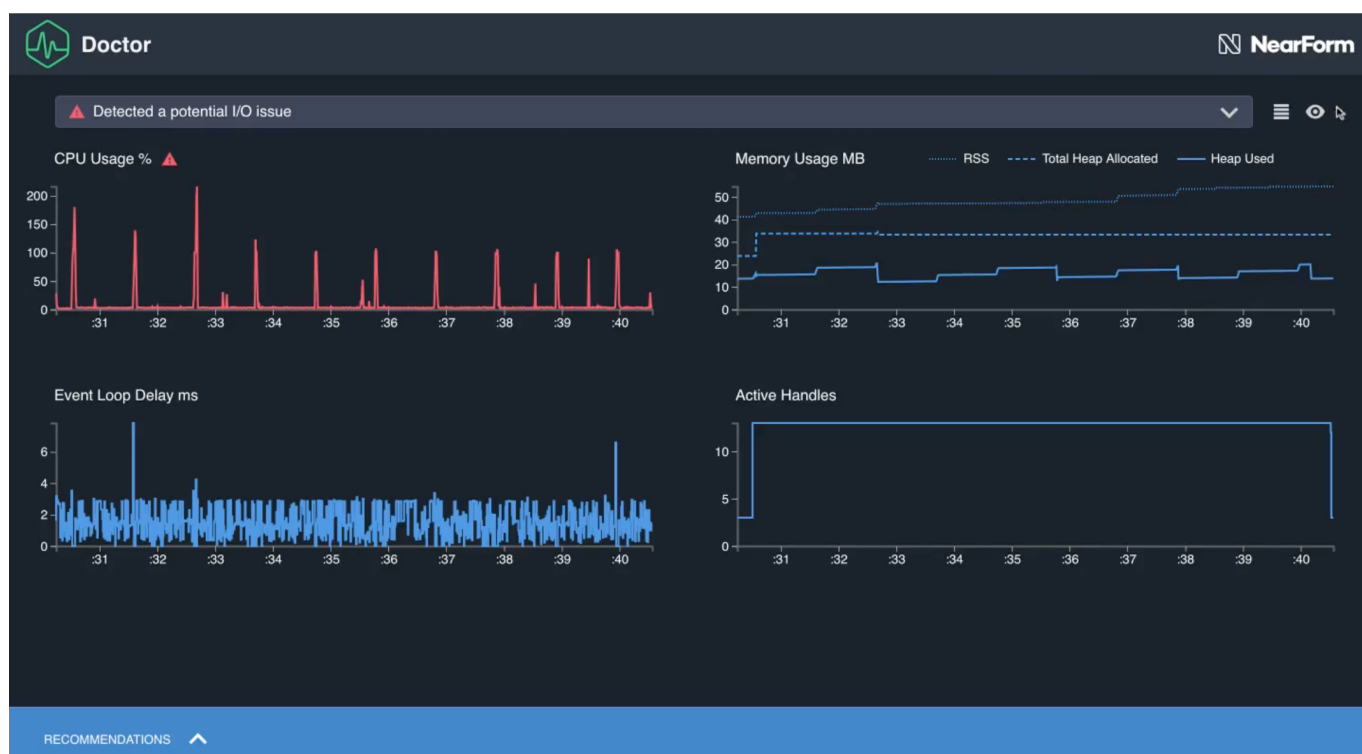 Doctor
NearForm
Detected a potential I/O issue
CPU Usage %
200
150
100
50
0
:31 :32 :33 :34 :35 :36 :37 :38 :39 :40
Memory Usage MB
RSS Total Heap Allocated Heap Used
50
40
30
20
10
0
:31 :32 :33 :34 :35 :36 :37 :38 :39 :40
Event Loop Delay ms
6
4
2
0
:31 :32 :33 :34 :35 :36 :37 :38 :39 :40
Active Handles
10
5
0
:31 :32 :33 :34 :35 :36 :37 :38 :39 :40
RECOMMENDATIONS